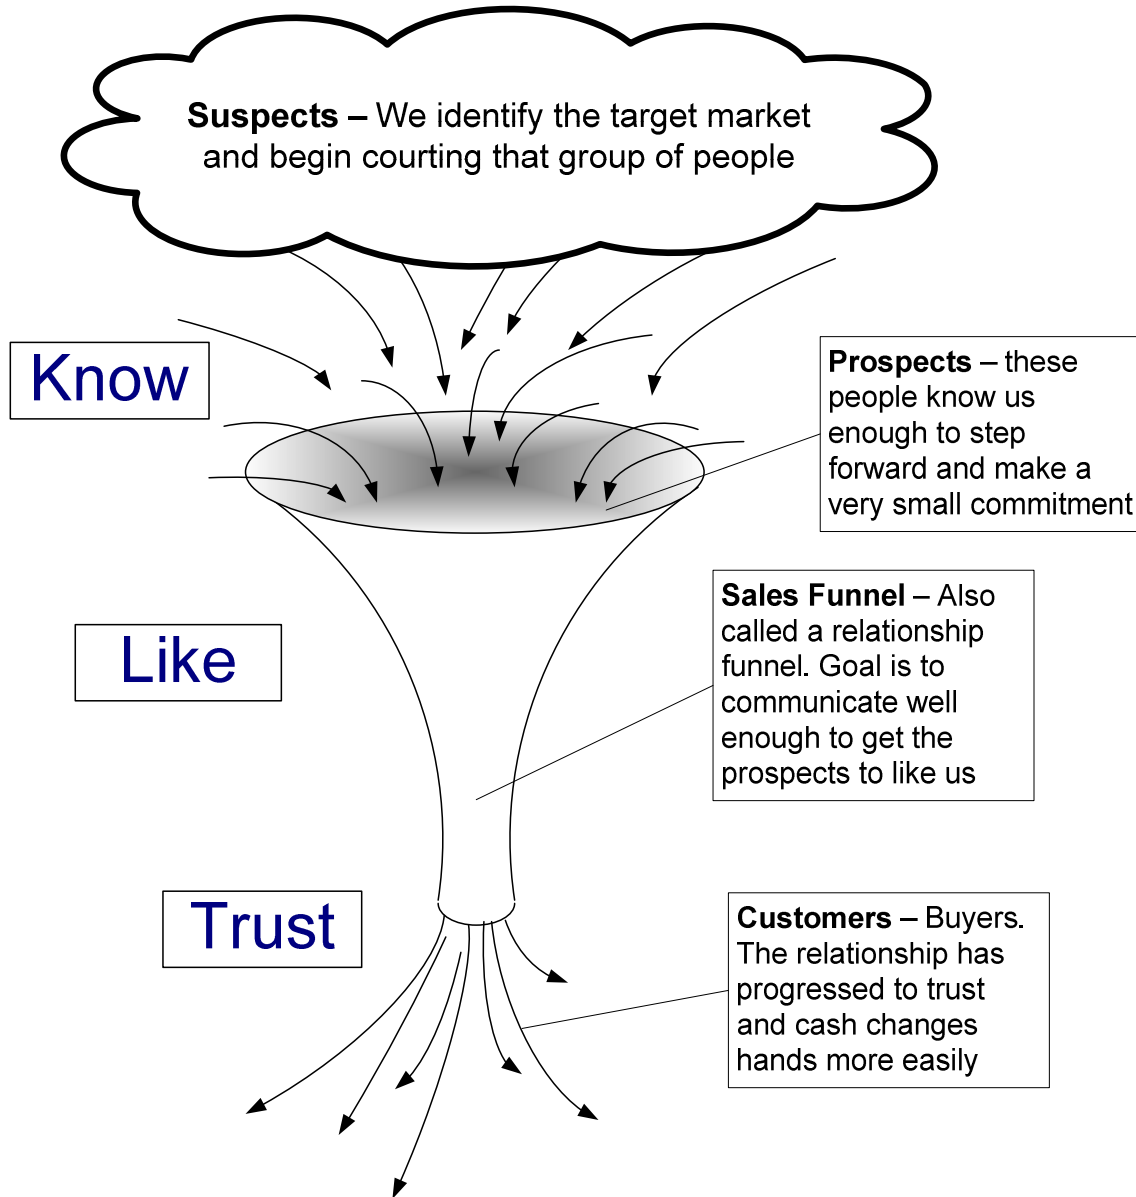 Suspects – We identify the target market
and begin courting that group of people
Know
Prospects – these
people know us
enough to step
forward and make a
very small commitment
Like
Sales Funnel – Also
called a relationship
funnel. Goal is to
communicate well
enough to get the
prospects to like us
Trust
Customers – Buyers.
The relationship has
progressed to trust
and cash changes
hands more easily